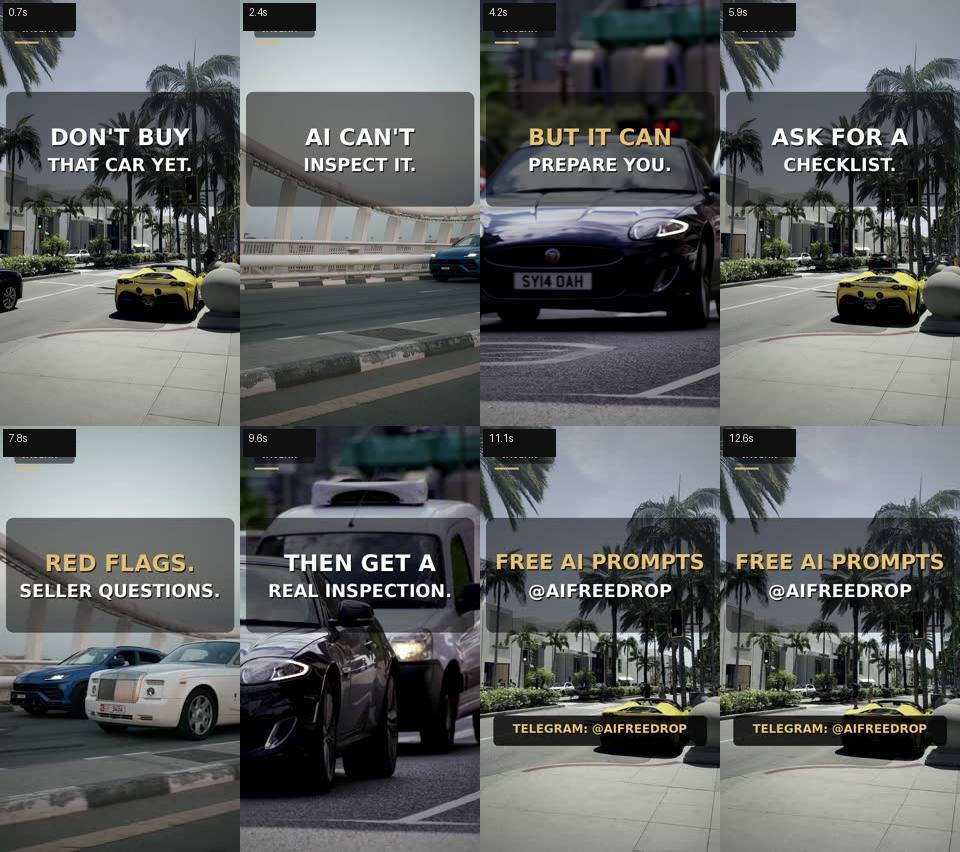 0.7s
DON'T BUY
THAT CAR YET.
2.4s
AI CAN'T
INSPECT IT.
4.2s
BUT IT CAN
PREPARE YOU.
SY14 OAH
5.9s
ASK FOR A
CHECKLIST.
7.8s
RED FLAGS.
SELLER QUESTIONS.
9.6s
THEN GET A
REAL INSPECTION.
11.1s
FREE AI PROMPTS
@AIFREEDROP
TELEGRAM: @AIFREEDROP
12.6s
FREE AI PROMPTS
@AIFREEDROP
TELEGRAM: @AIFREEDROP